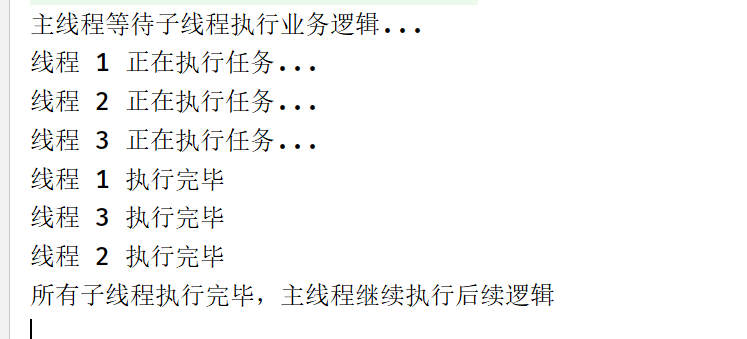 主线程等待子线程执行业务逻辑...
线程 1 正在执行任务...
线程 2 正在执行任务...
线程 3 正在执行任务...
线程 1 执行完毕
线程 3 执行完毕
线程 2 执行完毕
所有子线程执行完毕，主线程继续执行后续逻辑